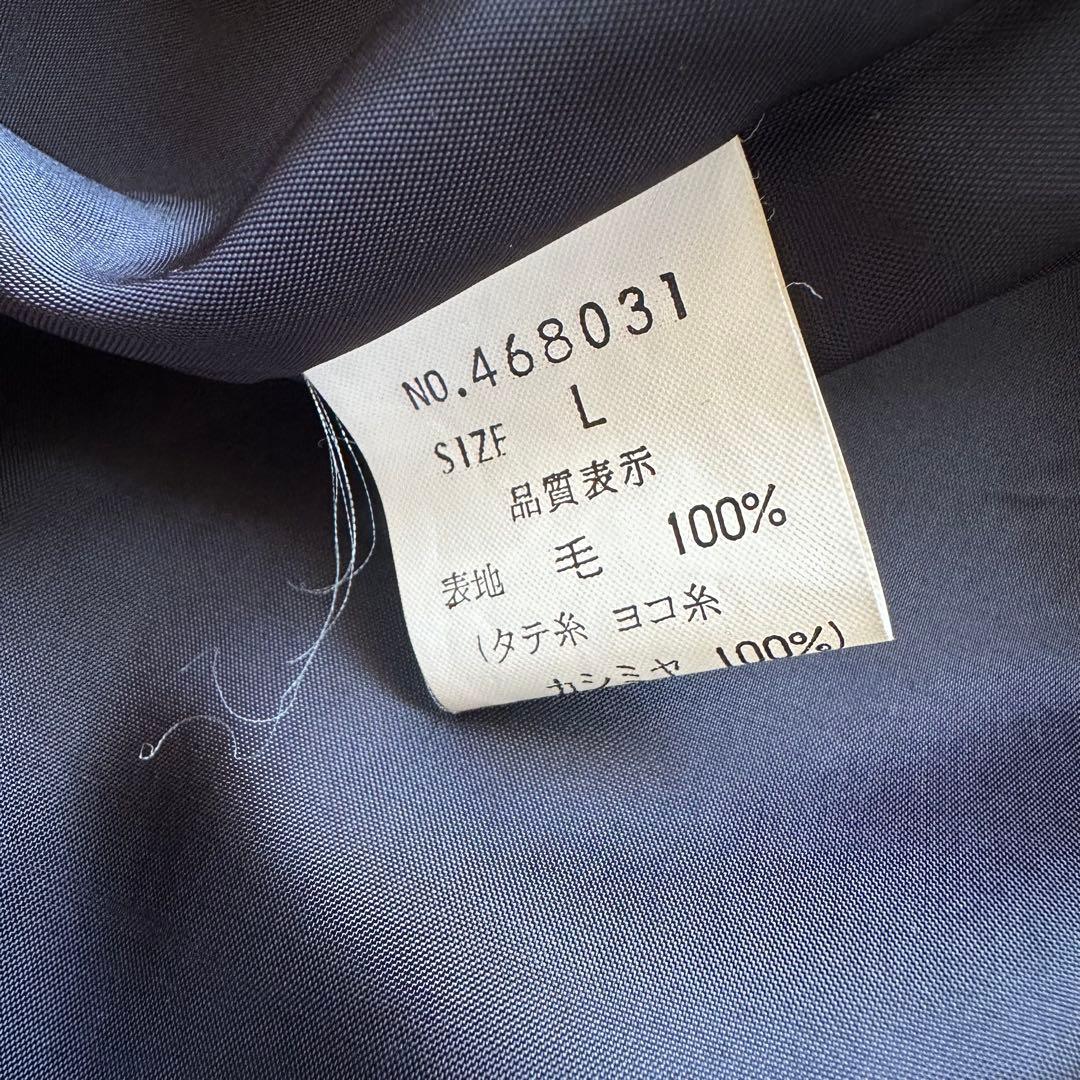 NO.468031
SIZE L
品質表示
表地 毛 100%
(タテ糸 ヨコ糸
カシミヤ 100%)